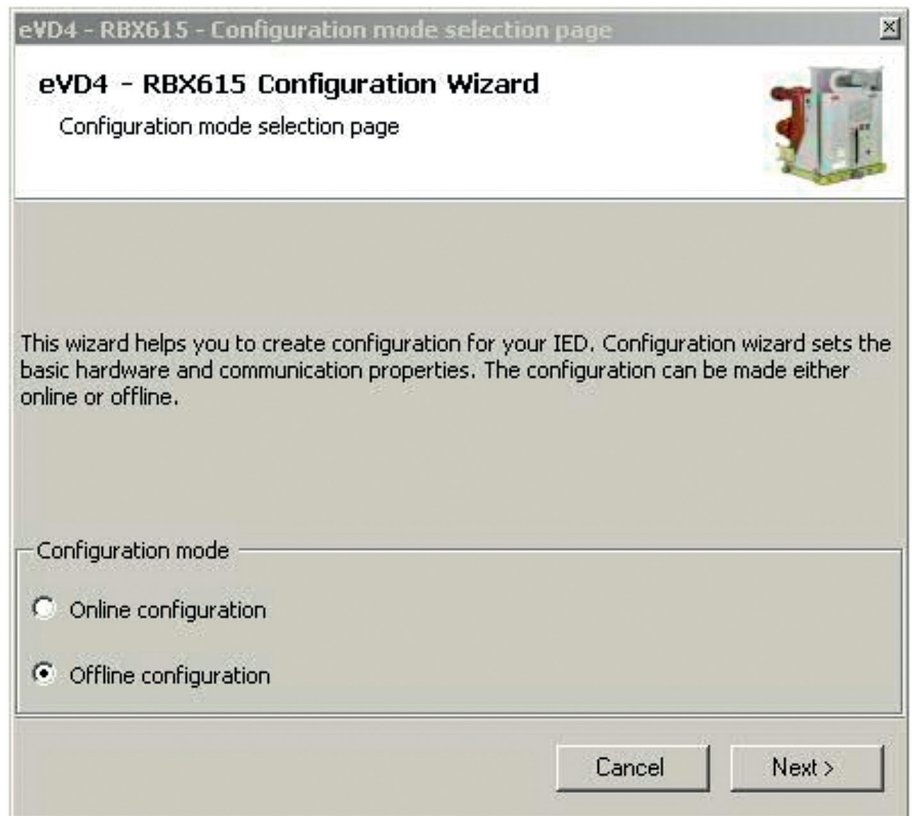 eVD4 - RBX615 - Configuration mode selection page
eVD4 - RBX615 Configuration Wizard
Configuration mode selection page
This wizard helps you to create configuration for your IED. Configuration wizard sets the
basic hardware and communication properties. The configuration can be made either
online or offline.
Configuration mode
Online configuration
Offline configuration
Cancel
Next >